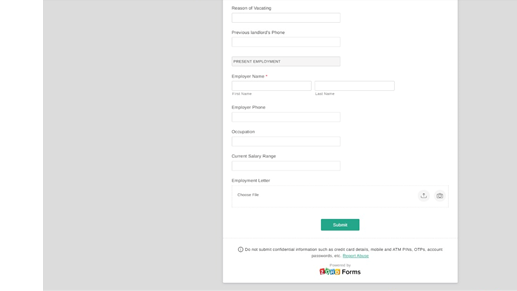 Reason of Vacating
Previous landlord's Phone
PRESENT EMPLOYMENT
Employer Name *
First Name Last Name
Employer Phone
Occupation
Current Salary Range
Employment Letter
Choose File
Submit
Do not submit confidential information such as credit card details, mobile and ATM PINs, OTPs, account
passwords, etc. Report Abuse
Powered by
ZOHO Forms